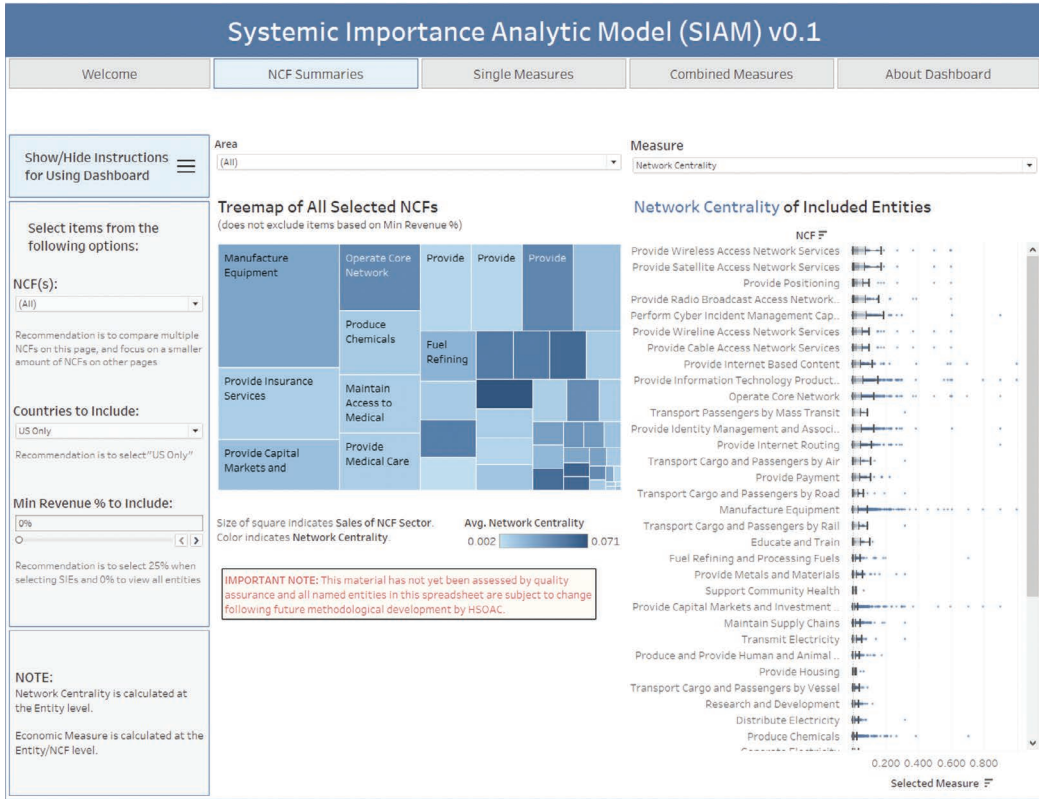 Systemic Importance Analytic Model (SIAM) v0.1
Welcome
NCF Summaries
Single Measures
Combined Measures
About Dashboard
Show/Hide Instructions
for Using Dashboard
Select items from the
following options:
NCF(s):
(All)
Recommendation is to compare multiple
NCFs on this page, and focus on a smaller
amount of NCFs on other pages
Countries to Include:
US Only
Recommendation is to select "US Only"
Min Revenue % to Include:
0%
Recommendation is to select 25% when
selecting SIEs and 0% to view all entities
NOTE:
Network Centrality is calculated at
the Entity level.
Economic Measure is calculated at the
Entity/NCF level.
Area
(All)
Treemap of All Selected NCFs
(does not exclude items based on Min Revenue %)
Manufacture
Equipment
Provide Insurance
Services
Provide Capital
Markets and
Operate Core
Network
Produce
Chemicals
Maintain
Access to
Medical
Provide
Medical Care
Provide
Provide
Provide
Fuel
Refining
Size of square indicates Sales of NCF Sector.
Color indicates Network Centrality.
Avg. Network Centrality
0.002
0.071
IMPORTANT NOTE: This material has not yet been assessed by quality
assurance and all named entities in this spreadsheet are subject to change
following future methodological development by HSOAC.
Measure
Network Centrality
Network Centrality of Included Entities
NCF
Provide Wireless Access Network Services
Provide Satellite Access Network Services
Provide Positioning
Provide Radio Broadcast Access Network..
Perform Cyber Incident Management Cap..
Provide Wireline Access Network Services
Provide Cable Access Network Services
Provide Internet Based Content
Provide Information Technology Product..
Operate Core Network
Transport Passengers by Mass Transit
Provide Identity Management and Associ..
Provide Internet Routing
Transport Cargo and Passengers by Air
Provide Payment
Transport Cargo and Passengers by Road
Manufacture Equipment
Transport Cargo and Passengers by Rail
Educate and Train
Fuel Refining and Processing Fuels
Provide Metals and Materials
Support Community Health
Provide Capital Markets and Investment ..
Maintain Supply Chains
Transmit Electricity
Produce and Provide Human and Animal ..
Provide Housing
Transport Cargo and Passengers by Vessel
Research and Development
Distribute Electricity
Produce Chemicals
Generate Electricity
0.200 0.400 0.600 0.800
Selected Measure